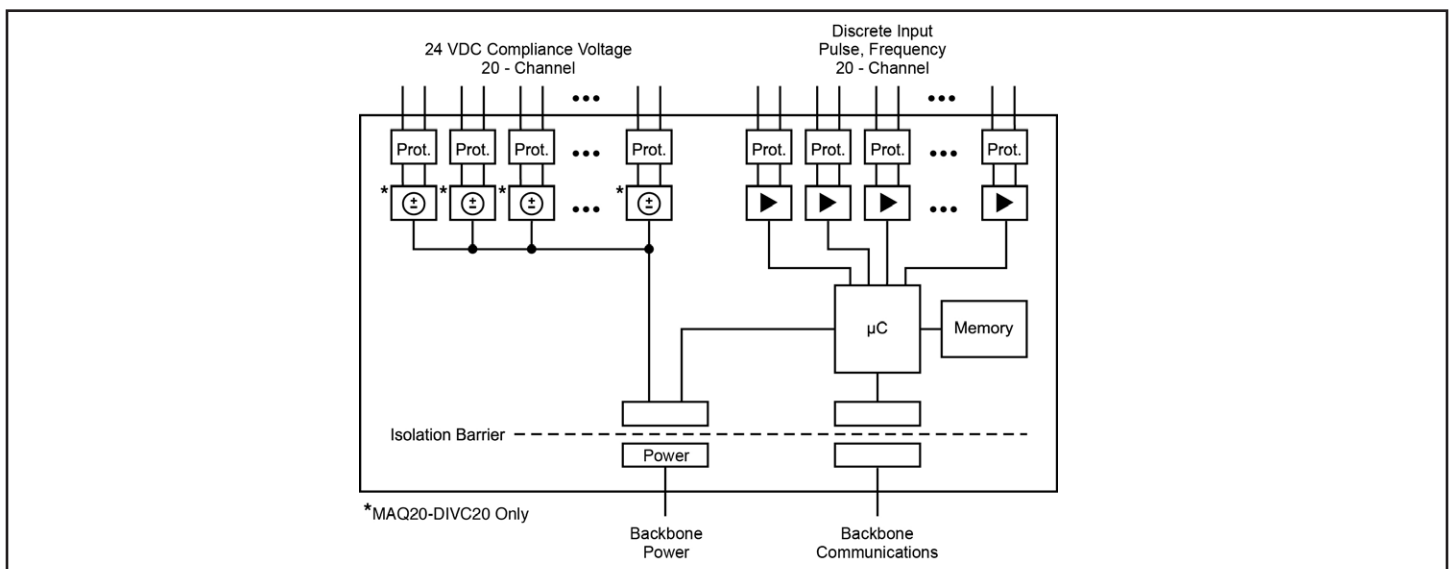 24 VDC Compliance Voltage
20 - Channel
Discrete Input
Pulse, Frequency
20 - Channel
Prot. Prot. Prot. Prot. Prot. Prot. Prot. Prot.
* * * *
± ± ± ±
µC
Memory
Isolation Barrier
Power
*MAQ20-DIVC20 Only
Backbone
Power
Backbone
Communications